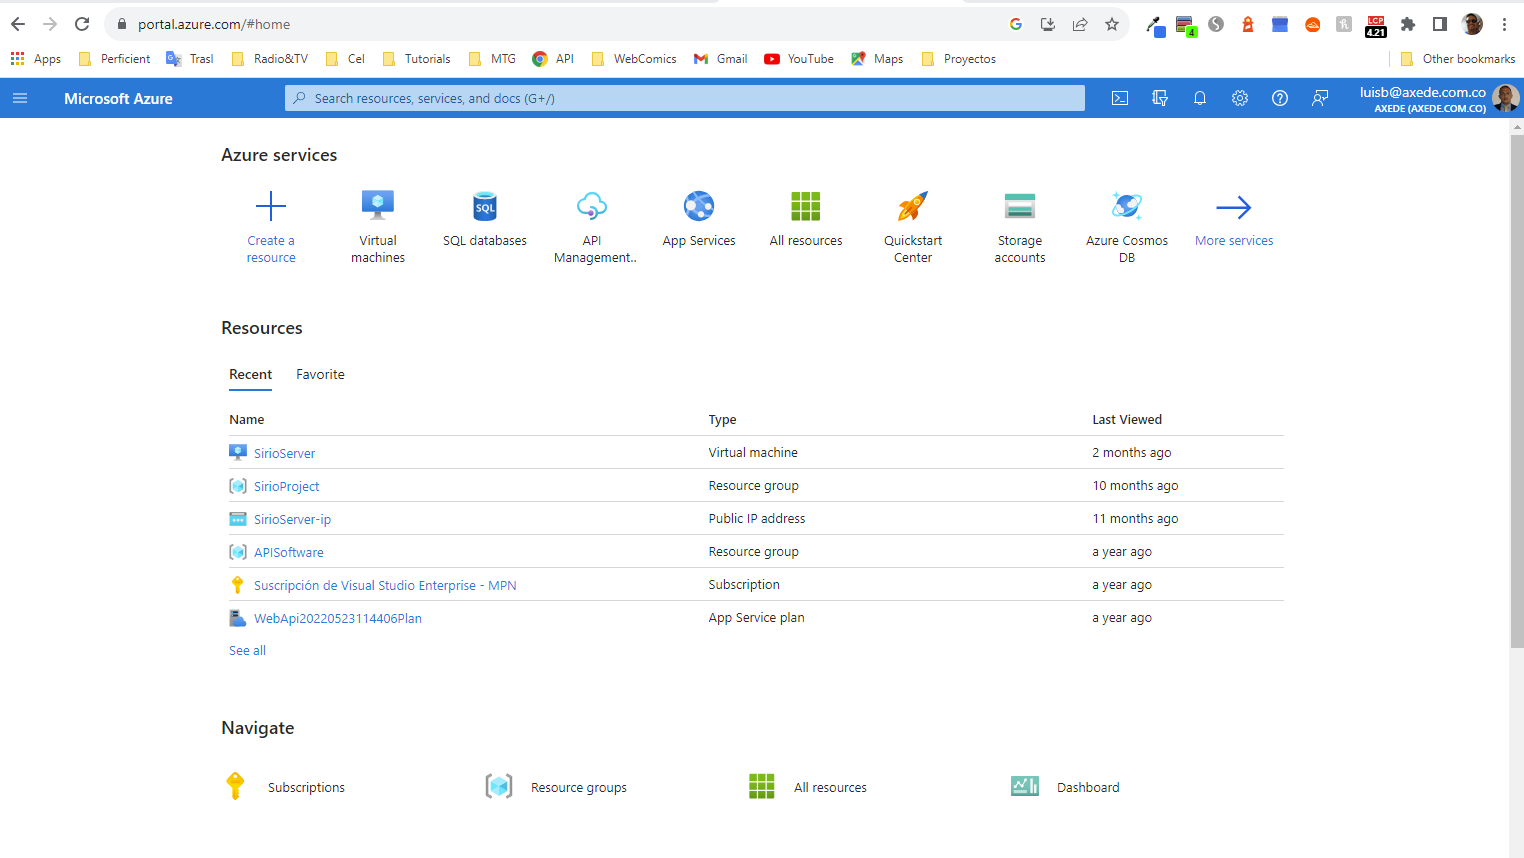 portal.azure.com/#home
4
LCP
4.21
Apps Perficient Trasl Radio&TV Cel Tutorials MTG API WebComics Gmail YouTube Maps Proyectos Other bookmarks
Microsoft Azure
Search resources, services, and docs (G+/)
luisb@axede.com.co
AXEDE (AXEDE.COM.CO)
Azure services
SQL
Create a
resource
Virtual
machines
SQL databases
API
Management..
App Services
All resources
Quickstart
Center
Storage
accounts
Azure Cosmos
DB
More services
Resources
Recent Favorite
Name Type Last Viewed
SirioServer Virtual machine 2 months ago
SirioProject Resource group 10 months ago
SirioServer-ip Public IP address 11 months ago
APISoftware Resource group a year ago
Suscripción de Visual Studio Enterprise - MPN Subscription a year ago
WebApi20220523114406Plan App Service plan a year ago
See all
Navigate
Subscriptions Resource groups All resources Dashboard